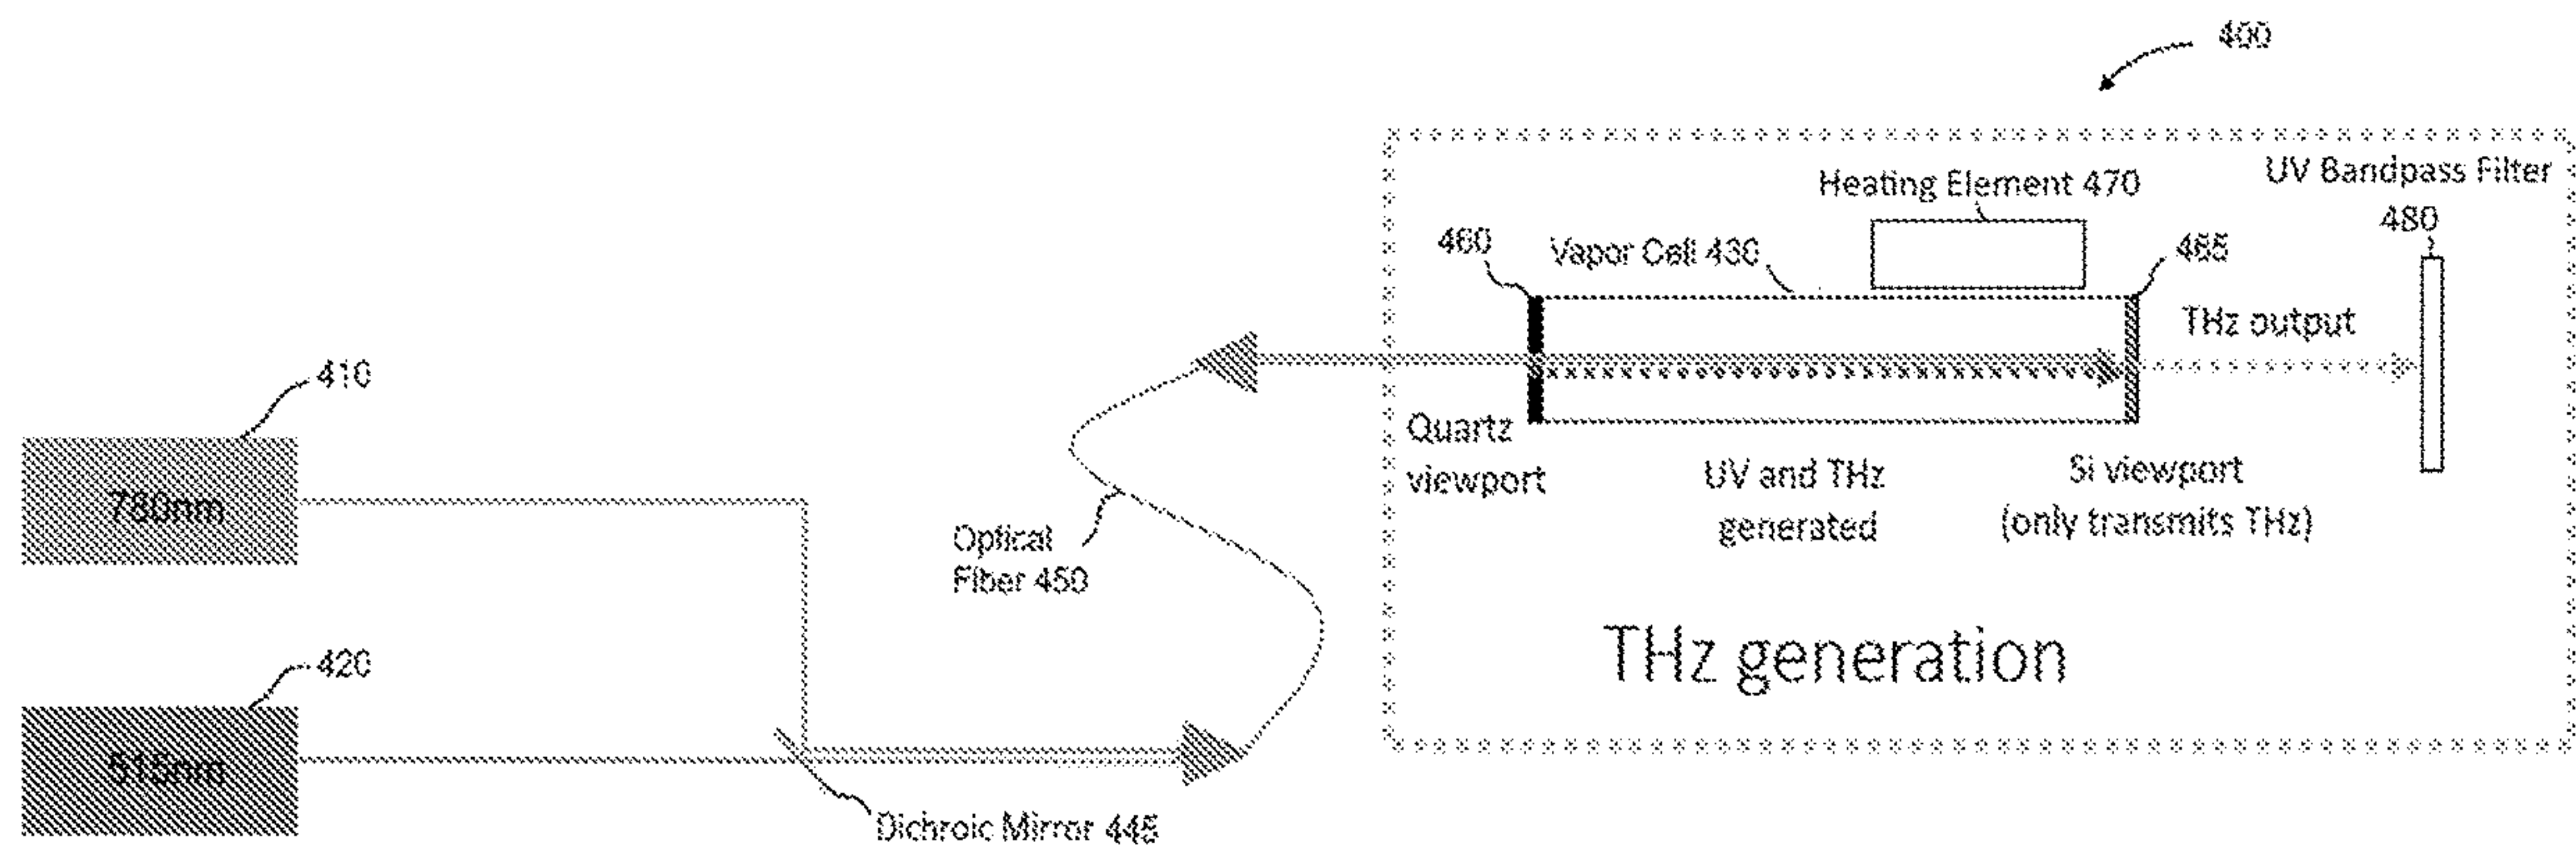 400
UV Bandpass Filter
480
Heating Element 470
460
Vapor Cell 430
465
THz output
410
780nm
Quartz
viewport
UV and THz
generated
Si viewport
(only transmits THz)
Optical
Fiber 450
THz generation
420
515nm
Dichroic Mirror 445